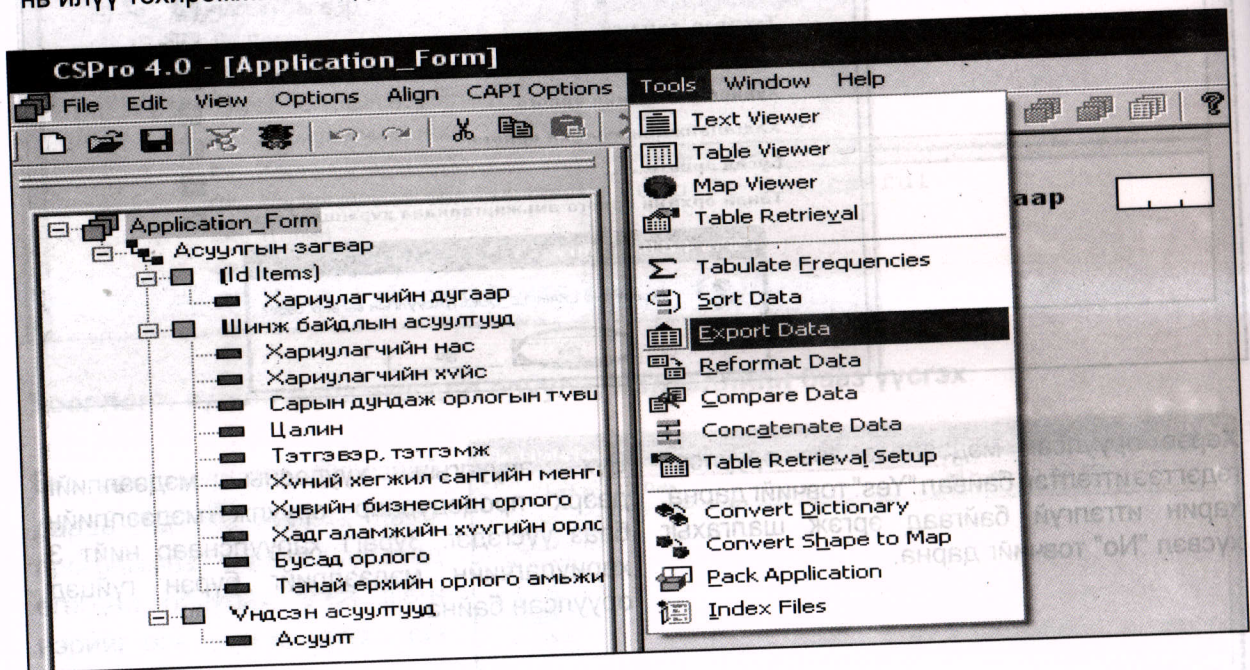 нь илүү
CSPro 4.0 - [Application_Form]
File Edit View Options Align CAPI Options Tools Window Help
Application_Form
Асуулгын загвар
(Id Items)
Хариулагчийн дугаар
Шинж байдлын асуултууд
Хариулагчийн нас
Хариулагчийн хүйс
Сарын дундаж орлогын түвш
Цалин
Тэтгэвэр, тэтгэмж
Хүний хөгжил сангийн мөнгө
Хувийн бизнесийн орлого
Хадгаламжийн хүүгийн орло
Бусад орлого
Танай өрхийн орлого амьжи
Үндсэн асуултууд
Асуулт
Text Viewer
Table Viewer
Map Viewer
Table Retrieval
Tabulate Frequencies
Sort Data
Export Data
Reformat Data
Compare Data
Concatenate Data
Table Retrieval Setup
Convert Dictionary
Convert Shape to Map
Pack Application
Index Files
аар